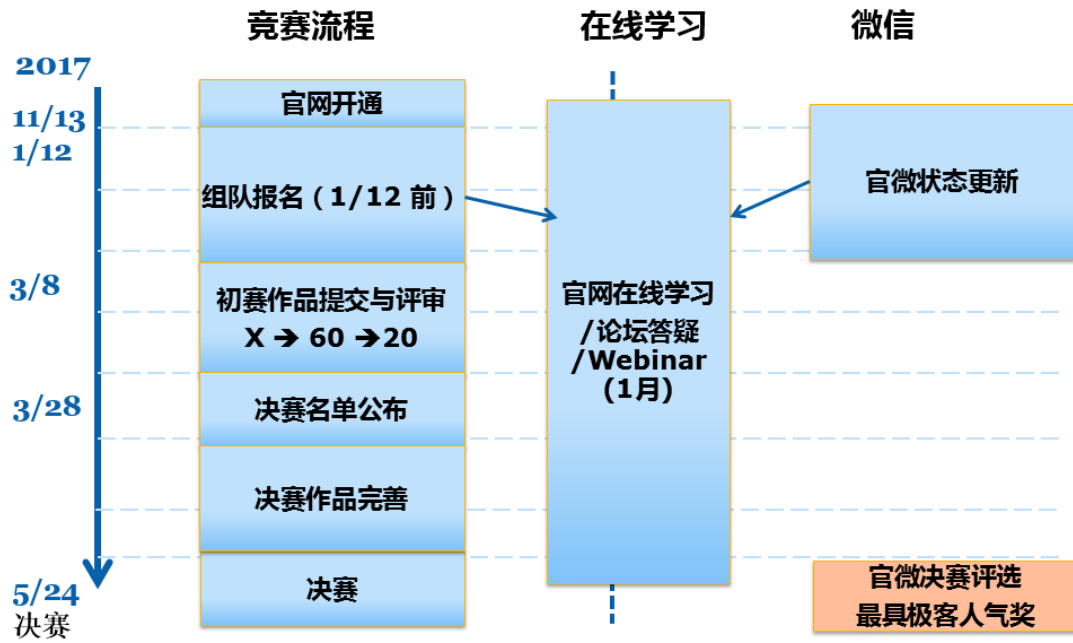 竞赛流程
在线学习
微信
2017
11/13
1/12
3/8
3/28
5/24
决赛
官网开通
组队报名（1/12 前）
初赛作品提交与评审
X → 60 →20
决赛名单公布
决赛作品完善
决赛
官网在线学习
/论坛答疑
/Webinar
(1月)
官微状态更新
官微决赛评选
最具极客人气奖